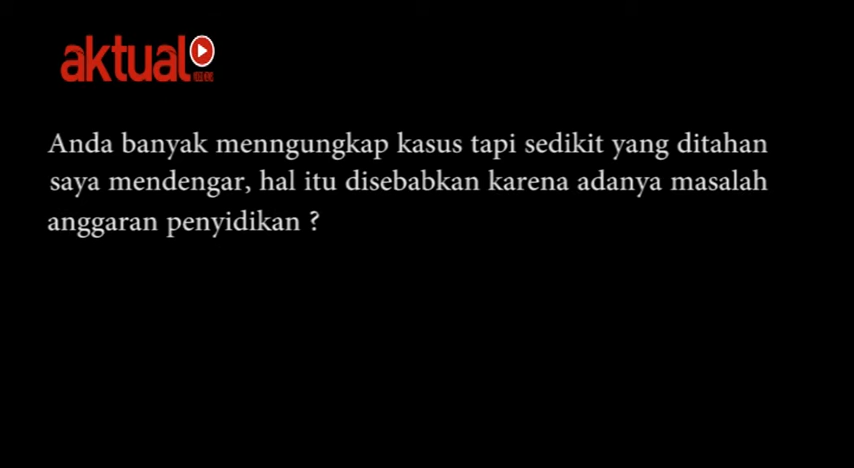 aktual
Anda banyak menngungkap kasus tapi sedikit yang ditahan
saya mendengar, hal itu disebabkan karena adanya masalah
anggaran penyidikan ?